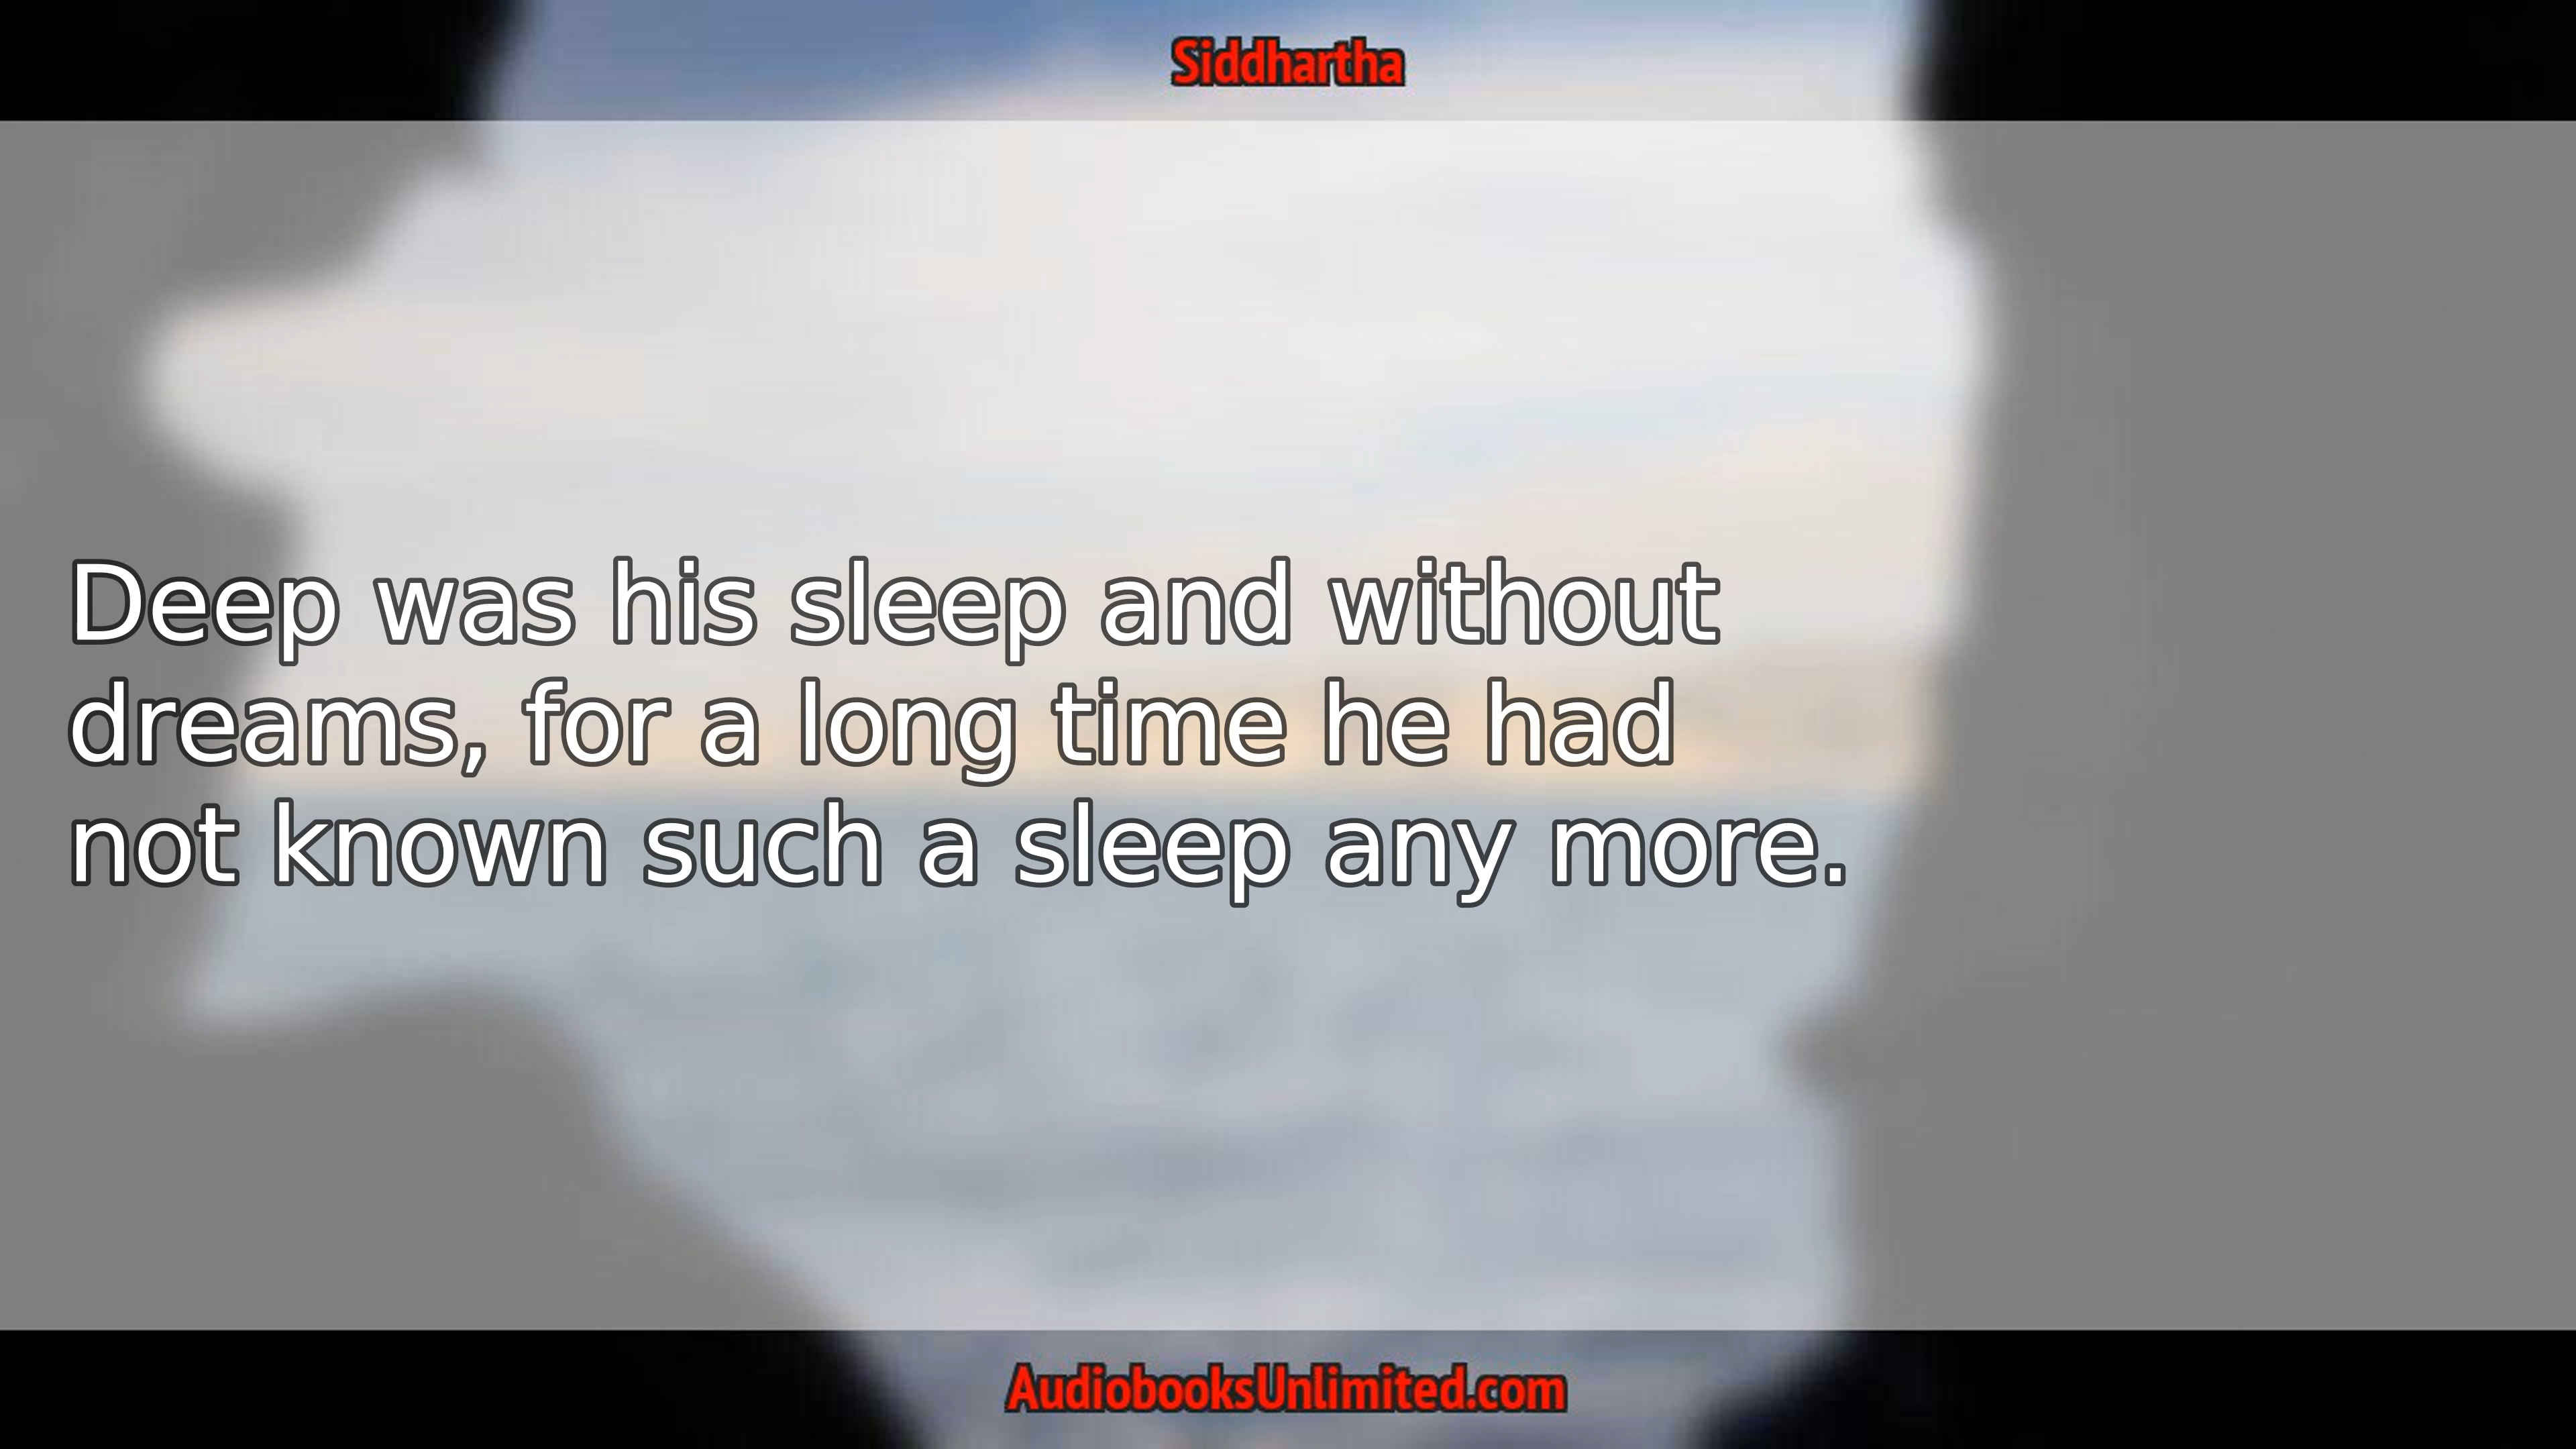 Siddhartha
Deep was his sleep and without
dreams, for a long time he had
not known such a sleep any more.
AudiobooksUnlimited.com